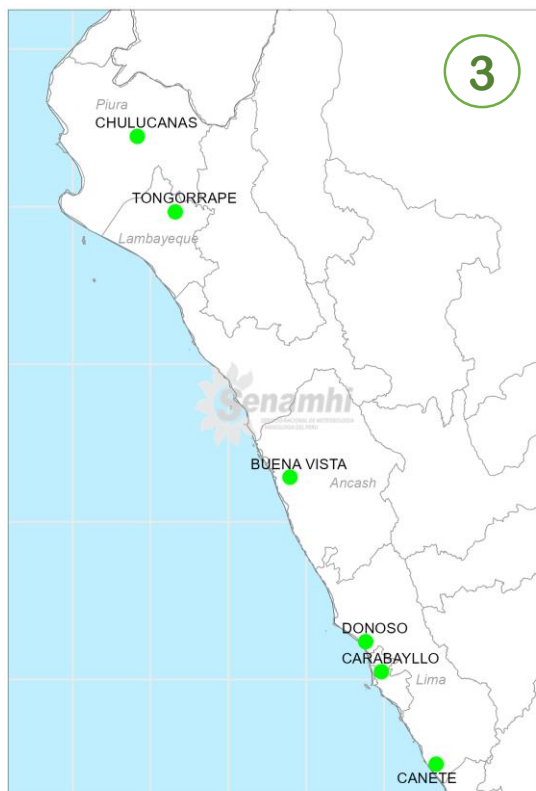 3
Piura
CHULUCANAS
TONGORRAPE
Lambayeque
Senamhi
BUENA VISTA
Ancash
DONOSO
CARABAYLLO
Lima
CANETE